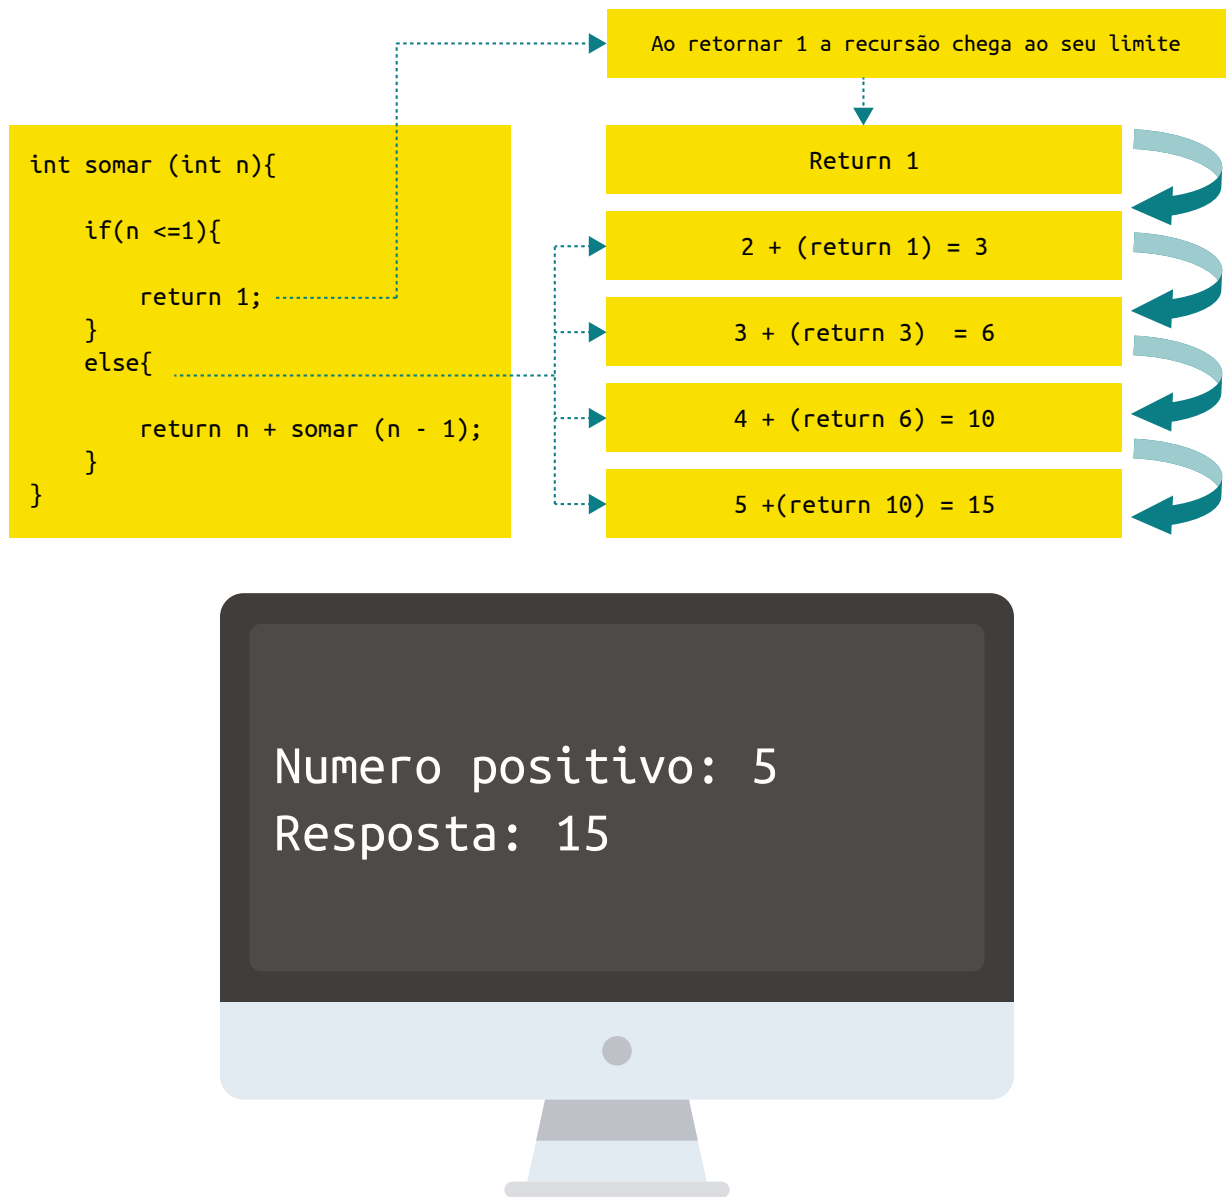 Ao retornar 1 a recursão chega ao seu limite
int somar (int n){
if(n <=1){
return 1;
}
else{
return n + somar (n - 1);
}
}
Return 1
2 + (return 1) = 3
3 + (return 3)  = 6
4 + (return 6) = 10
5 +(return 10) = 15
Numero positivo: 5
Resposta: 15